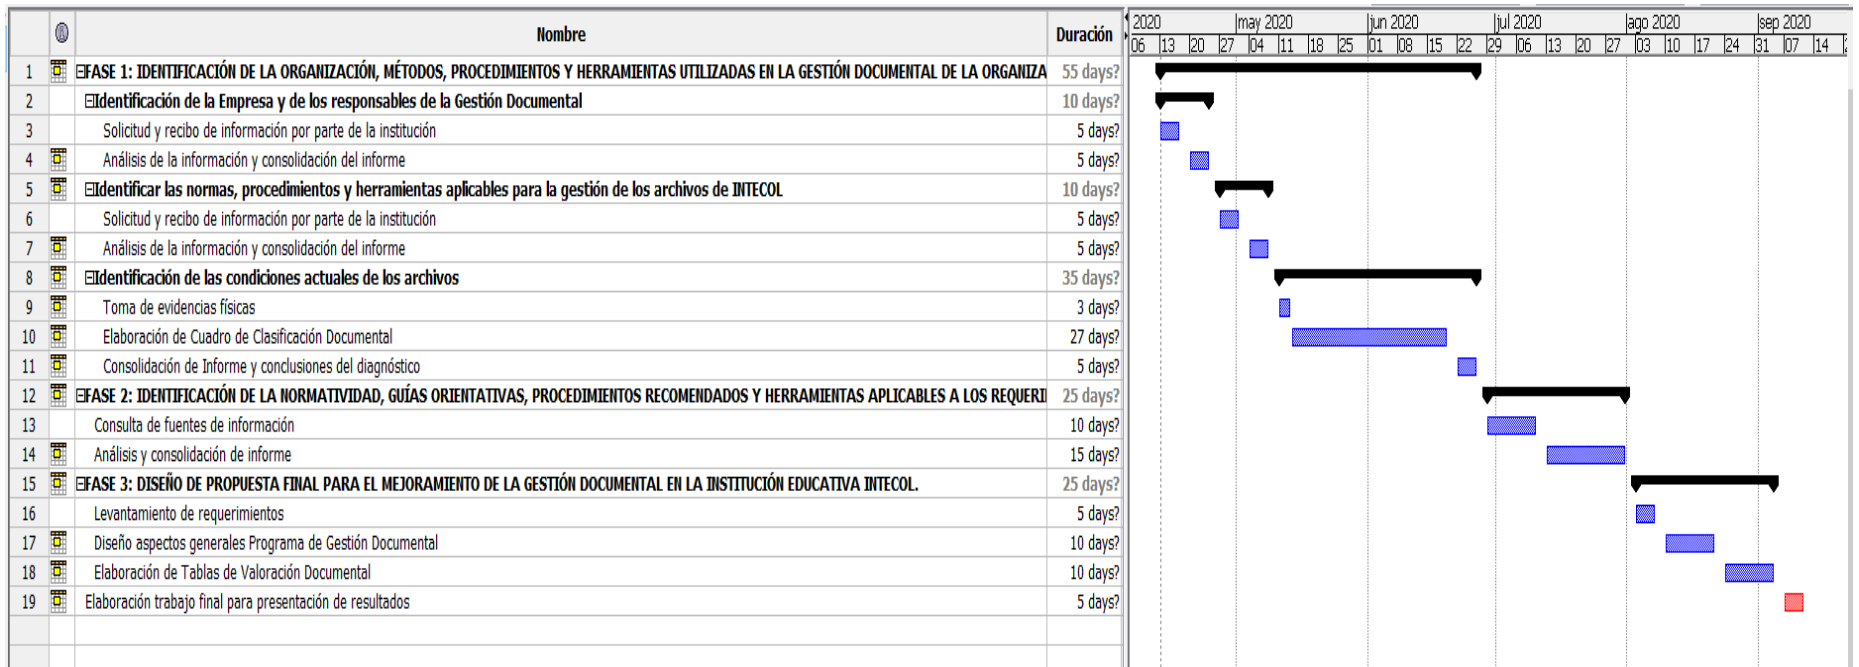 Nombre Duración
2020 may 2020 jun 2020 jul 2020 ago 2020 sep 2020
06 13 20 27 04 11 18 25 01 08 15 22 29 06 13 20 27 03 10 17 24 31 07 14
1 FASE 1: IDENTIFICACIÓN DE LA ORGANIZACIÓN, MÉTODOS, PROCEDIMIENTOS Y HERRAMIENTAS UTILIZADAS EN LA GESTIÓN DOCUMENTAL DE LA ORGANIZA 55 days?
2 Identificación de la Empresa y de los responsables de la Gestión Documental 10 days?
3 Solicitud y recibo de información por parte de la institución 5 days?
4 Análisis de la información y consolidación del informe 5 days?
5 Identificar las normas, procedimientos y herramientas aplicables para la gestión de los archivos de INTECOL 10 days?
6 Solicitud y recibo de información por parte de la institución 5 days?
7 Análisis de la información y consolidación del informe 5 days?
8 Identificación de las condiciones actuales de los archivos 35 days?
9 Toma de evidencias físicas 3 days?
10 Elaboración de Cuadro de Clasificación Documental 27 days?
11 Consolidación de Informe y conclusiones del diagnóstico 5 days?
12 FASE 2: IDENTIFICACIÓN DE LA NORMATIVIDAD, GUÍAS ORIENTATIVAS, PROCEDIMIENTOS RECOMENDADOS Y HERRAMIENTAS APLICABLES A LOS REQUERI 25 days?
13 Consulta de fuentes de información 10 days?
14 Análisis y consolidación de informe 15 days?
15 FASE 3: DISEÑO DE PROPUESTA FINAL PARA EL MEJORAMIENTO DE LA GESTIÓN DOCUMENTAL EN LA INSTITUCIÓN EDUCATIVA INTECOL. 25 days?
16 Levantamiento de requerimientos 5 days?
17 Diseño aspectos generales Programa de Gestión Documental 10 days?
18 Elaboración de Tablas de Valoración Documental 10 days?
19 Elaboración trabajo final para presentación de resultados 5 days?